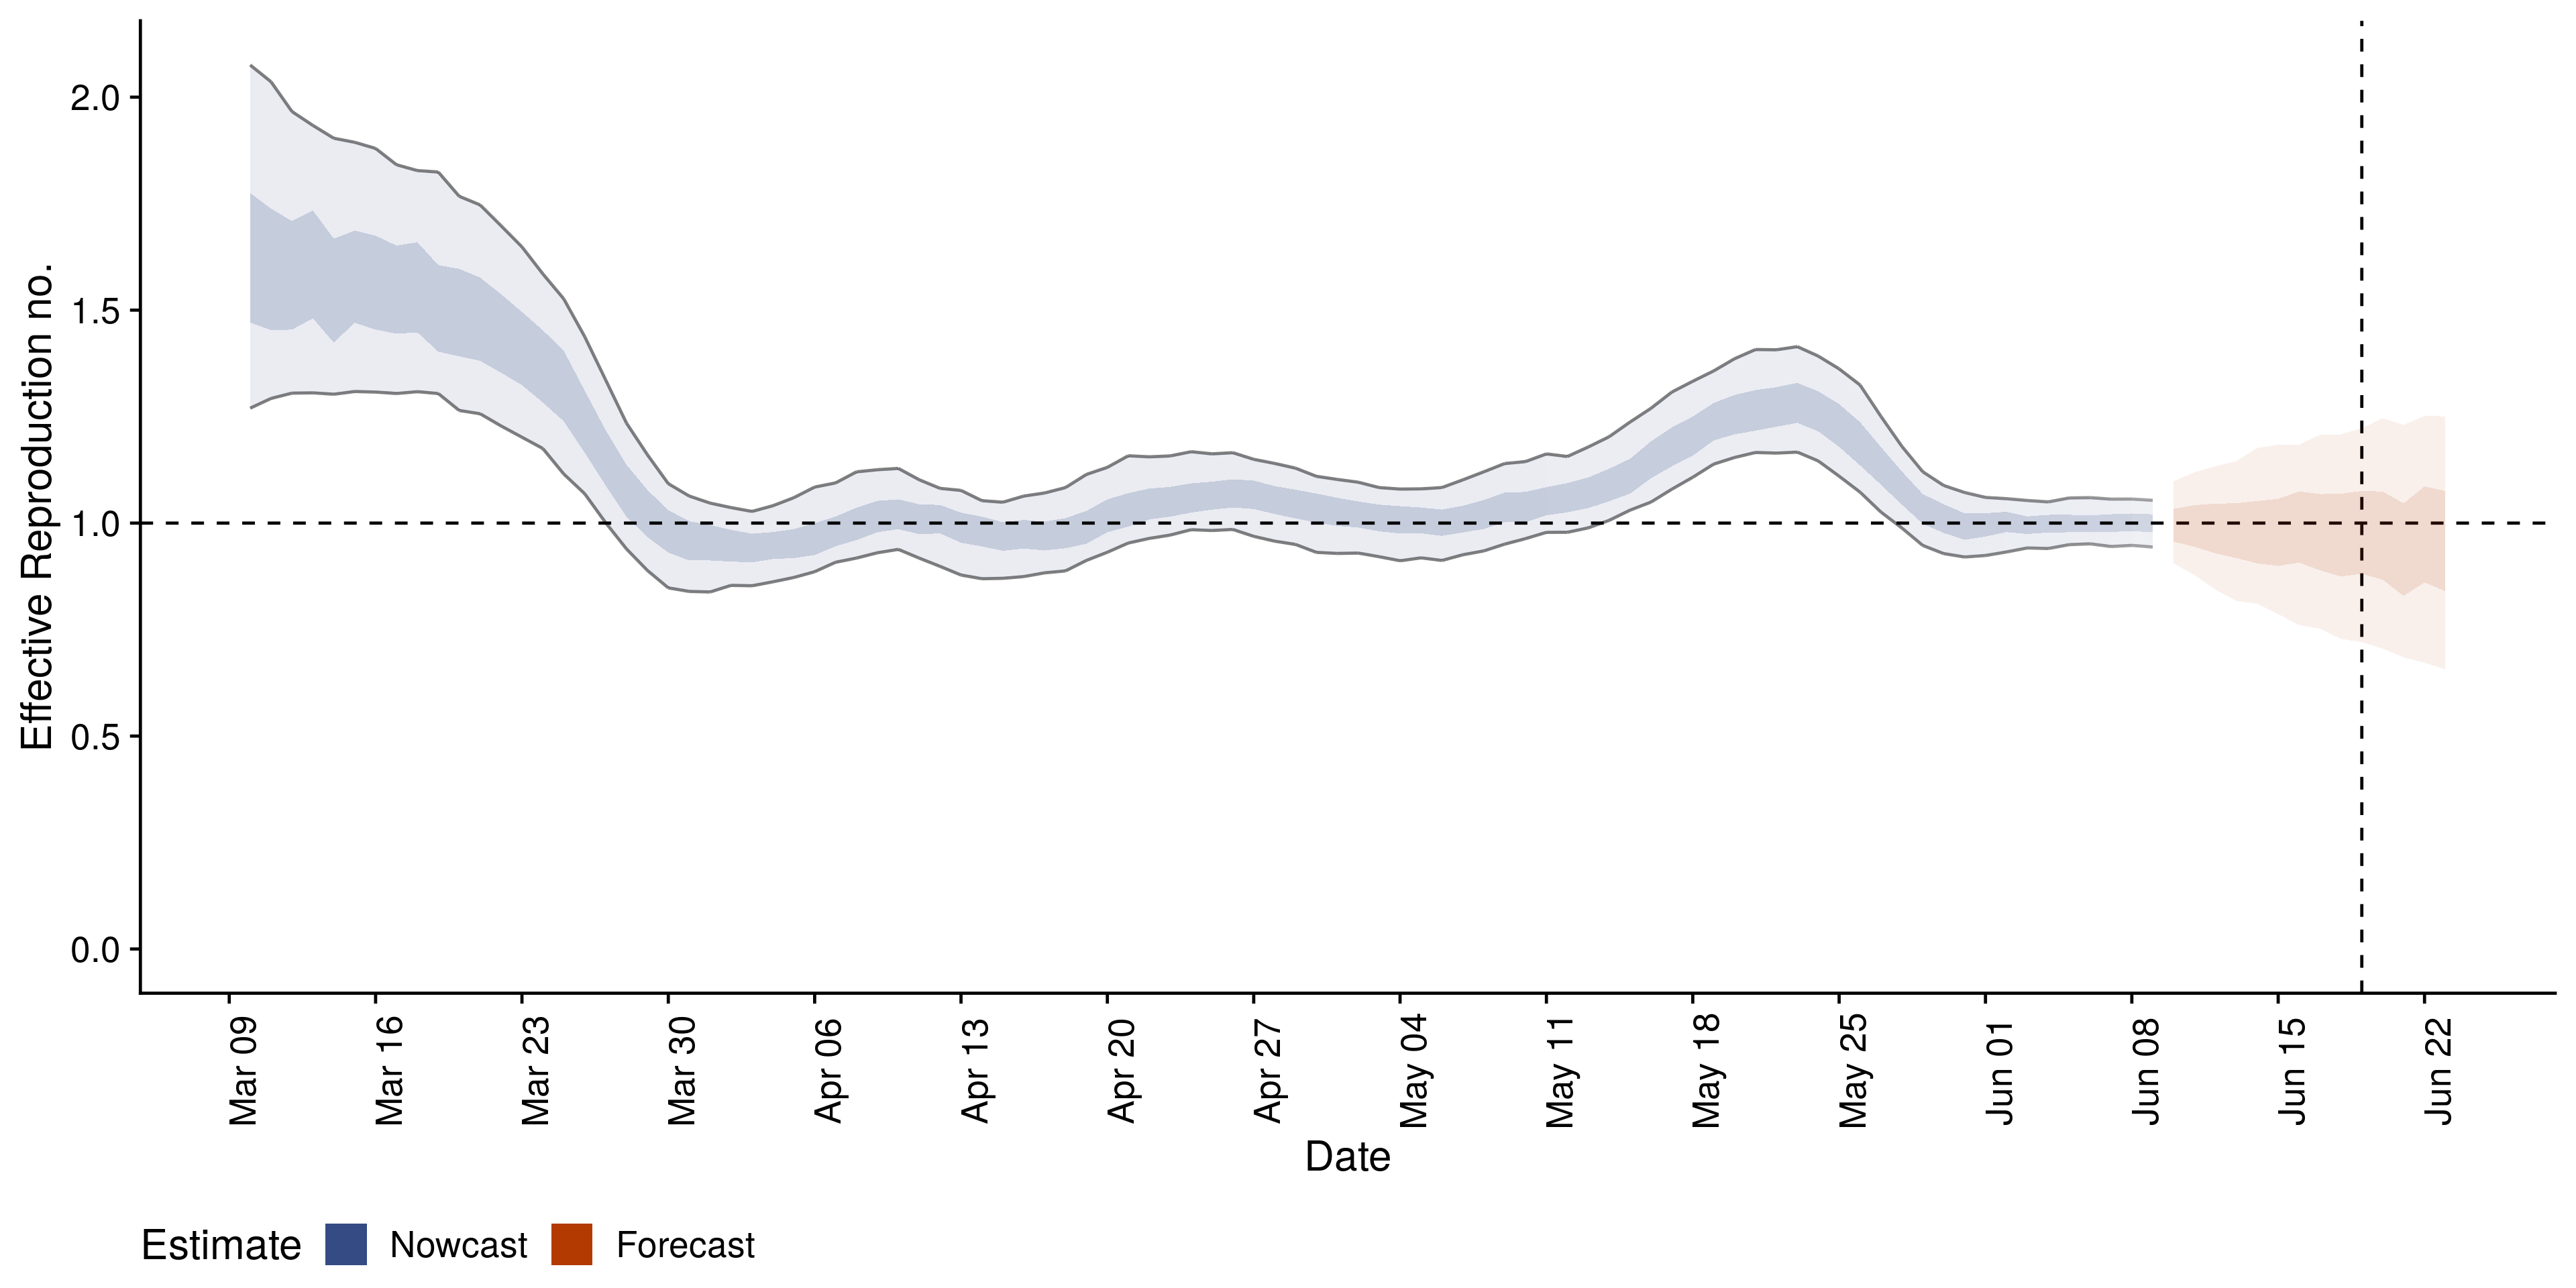 Effective Reproduction no.
2.0
1.5
1.0
0.5
0.0
Mar 09
Mar 16
Mar 23
Mar 30
Apr 06
Apr 13
Apr 20
Apr 27
May 04
May 11
May 18
May 25
Jun 01
Jun 08
Jun 15
Jun 22
Date
Estimate Nowcast Forecast